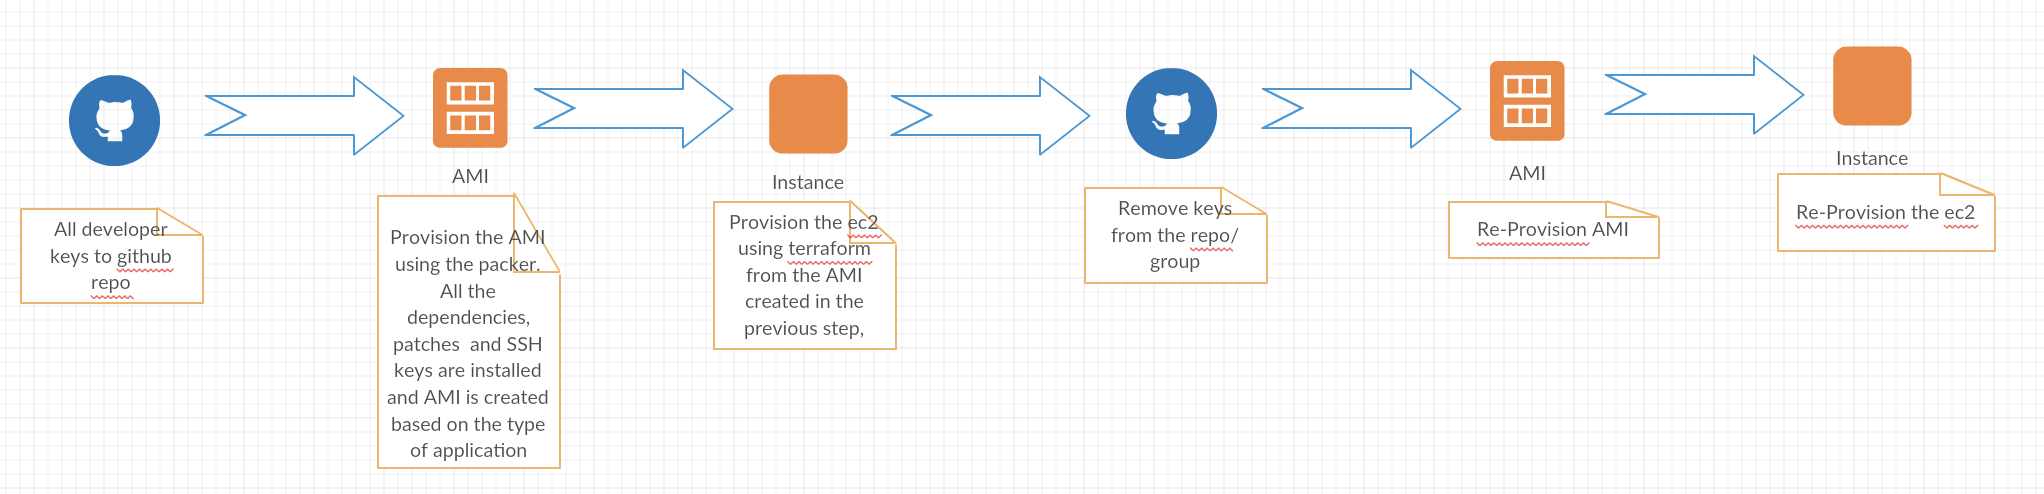 All developer
keys to github
repo
AMI
Provision the AMI
using the packer.
All the
dependencies,
patches  and SSH
keys are installed
and AMI is created
based on the type
of application
Instance
Provision the ec2
using terraform
from the AMI
created in the
previous step,
Remove keys
from the repo/
group
AMI
Re-Provision AMI
Instance
Re-Provision the ec2